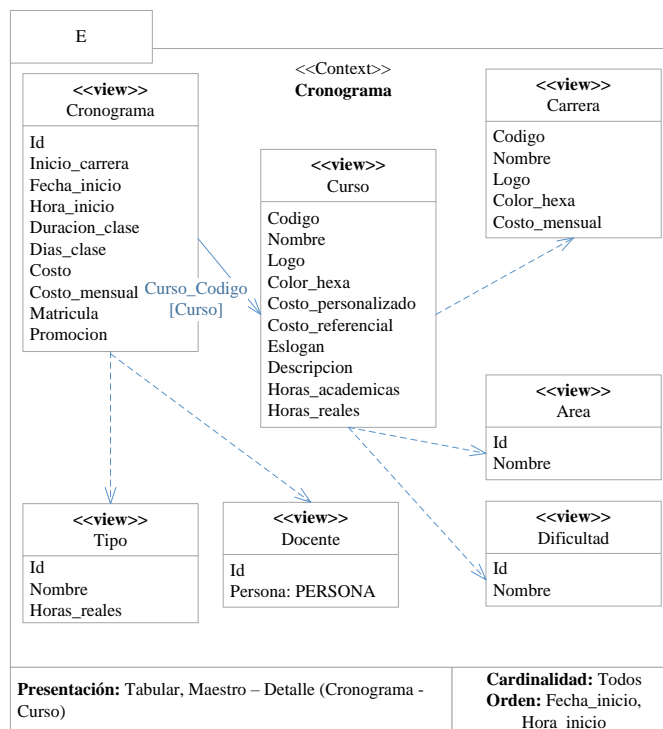 E
<<Context>>
Cronograma
<<view>>
Cronograma
Id
Inicio_carrera
Fecha_inicio
Hora_inicio
Duracion_clase
Dias_clase
Costo
Costo_mensual
Matricula
Promocion
Curso_Codigo
[Curso]
<<view>>
Curso
Codigo
Nombre
Logo
Color_hexa
Costo_personalizado
Costo_referencial
Eslogan
Descripcion
Horas_academicas
Horas_reales
<<view>>
Carrera
Codigo
Nombre
Logo
Color_hexa
Costo_mensual
<<view>>
Area
Id
Nombre
<<view>>
Tipo
Id
Nombre
Horas_reales
<<view>>
Docente
Id
Persona: PERSONA
<<view>>
Dificultad
Id
Nombre
Presentación: Tabular, Maestro – Detalle (Cronograma -
Curso)
Cardinalidad: Todos
Orden: Fecha_inicio,
Hora_inicio